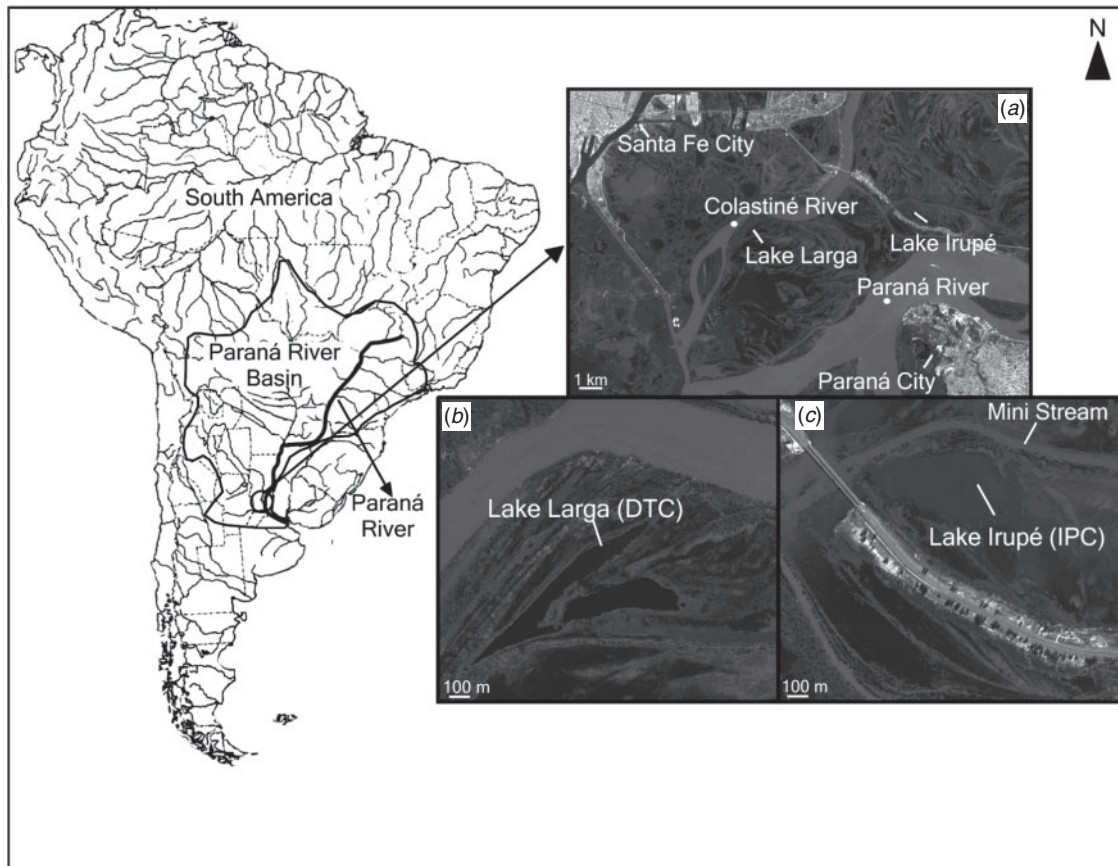 N
South America
Paraná River
Basin
Paraná
River
(a)
Santa Fe City
Colastiné River
Lake Larga
Lake Irupé
Paraná River
Paraná City
1 km
(b)
Lake Larga (DTC)
100 m
(c)
Mini Stream
Lake Irupé (IPC)
100 m